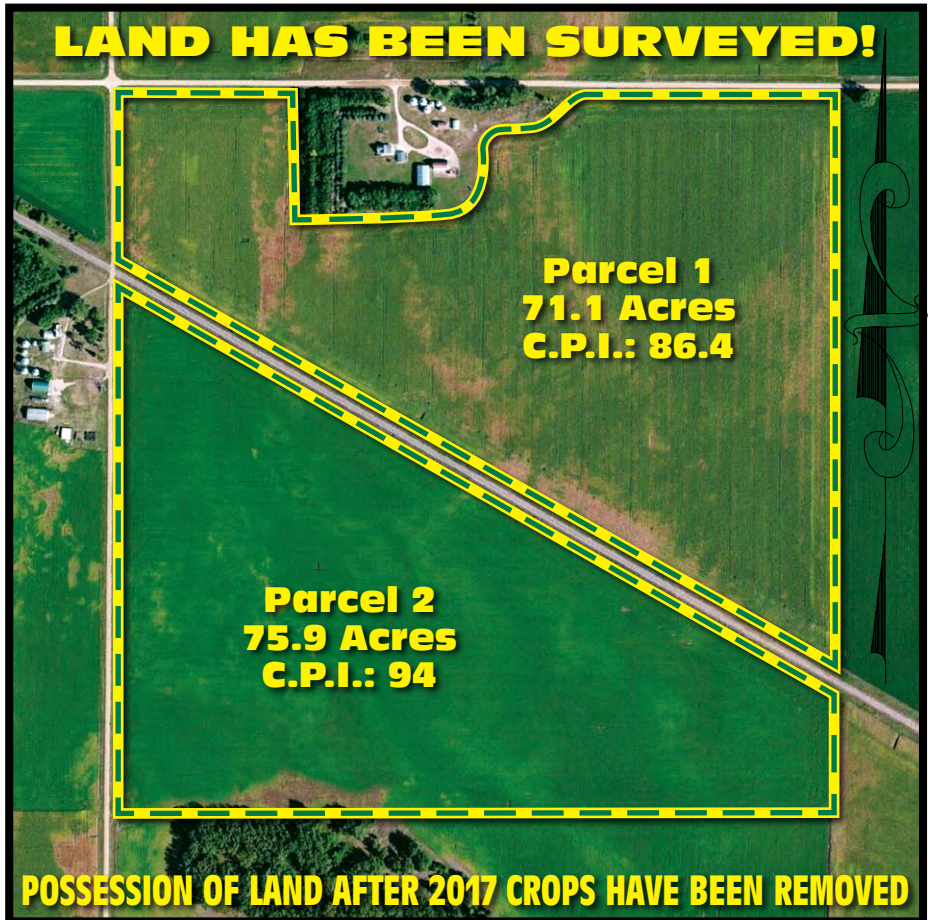 LAND HAS BEEN SURVEYED!
Parcel 1
71.1 Acres
C.P.I.: 86.4
Parcel 2
75.9 Acres
C.P.I.: 94
POSSESSION OF LAND AFTER 2017 CROPS HAVE BEEN REMOVED